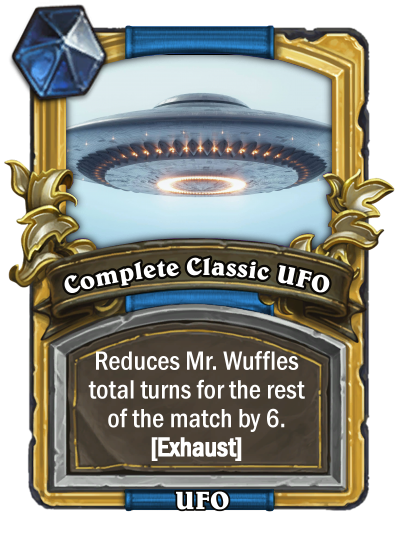 Complete Classic UFO
Reduces Mr. Wuffles
total turns for the rest
of the match by 6.
[Exhaust]
UFO